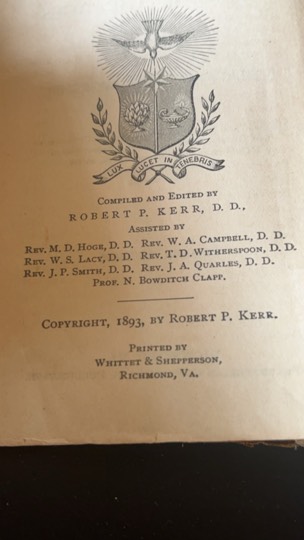 LUX LUCET IN TENEBRIS
COMPILED AND EDITED BY
ROBERT P. KERR, D. D.,
ASSISTED BY
REV. M. D. HOGE, D. D. REV. W. A. CAMPBELL, D. D.
REV. W. S. LACY, D. D. REV. T. D. WITHERSPOON, D. D.
REV. J. P. SMITH, D. D. REV. J. A. QUARLES, D. D.
PROF. N. BOWDITCH CLAPP.
COPYRIGHT, 1893, BY ROBERT P. KERR.
PRINTED BY
WHITTET & SHEPPERSON,
RICHMOND, VA.